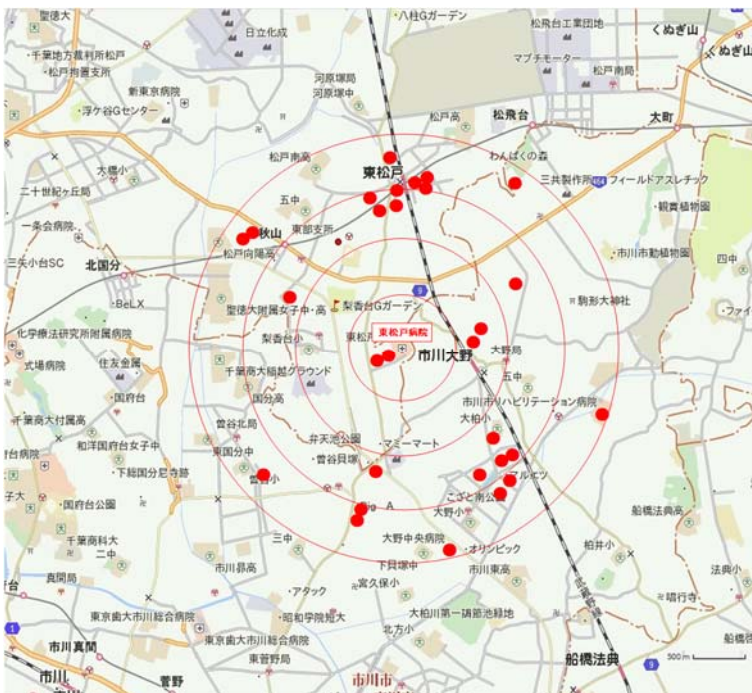 聖徳大
日立化成
・八柱Gガーデン
松飛台工業団地
くぬぎ山
・千葉地方裁判所松戸
・松戸拘置支所
河原塚局
河原塚中
マブチモーター
松戸南局
新東京病院
・浮ケ谷Gセンター
松戸高
松飛台
大町
大橋小
松戸南高
東松戸
わんぱくの森
二十世紀ケ丘局
五中
三共製作所
464
フィールドアスレチック
・観賞植物園
一条会病院
秋山
東部支所
・三矢小台SC
松戸向陽高
・市川市動植物園
四中
北国分
9
・BeLX
聖徳大附属女子中・高
梨香台Gガーデン
駒形大神社
化学療法研究所附属病院
東松戸病院
梨香台小
市川大野
大野局
式場病院
・住友金属
千葉商大稲越グラウンド
五中
・国府台
国分高
市川市リハビリテーション病院
千葉商大付属高
曽谷北局
大柏小
・和洋国府台女子中
弁天池公園
・マミーマート
東国分中
・曽谷貝塚
・下総国分尼寺跡
曽谷小
マルエツ
・国府台公園
Big A
こざと南公園
大野小
船橋法典高
千葉商科大
二中
三中
大野中央病院
・オリンピック
柏井小
法典小
市川昴高
下貝塚中
市川東高
真間局
・アタック
宮久保小
卍唱行寺
東京歯大市川総合病院
・昭和学院短大
大柏川第一調節池緑地
1
東京歯大市川総合病院
北方小
市川真間
東菅野局
船橋法典
9
500m
市川
菅野
市川市